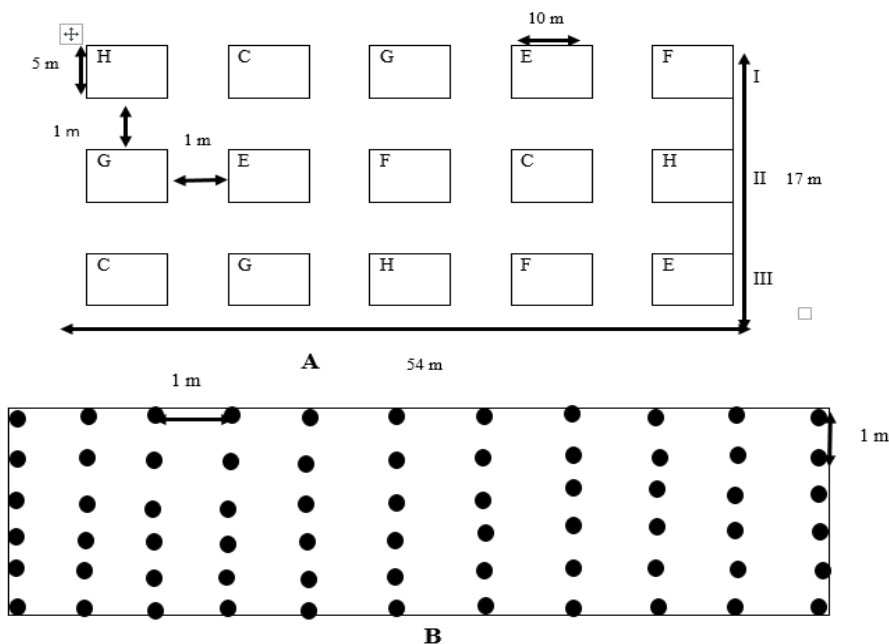 10 m
H C G E F
5 m
I
1 m
1 m
G E F C H
II 17 m
C G H F E
III
A
54 m
1 m
1 m
B